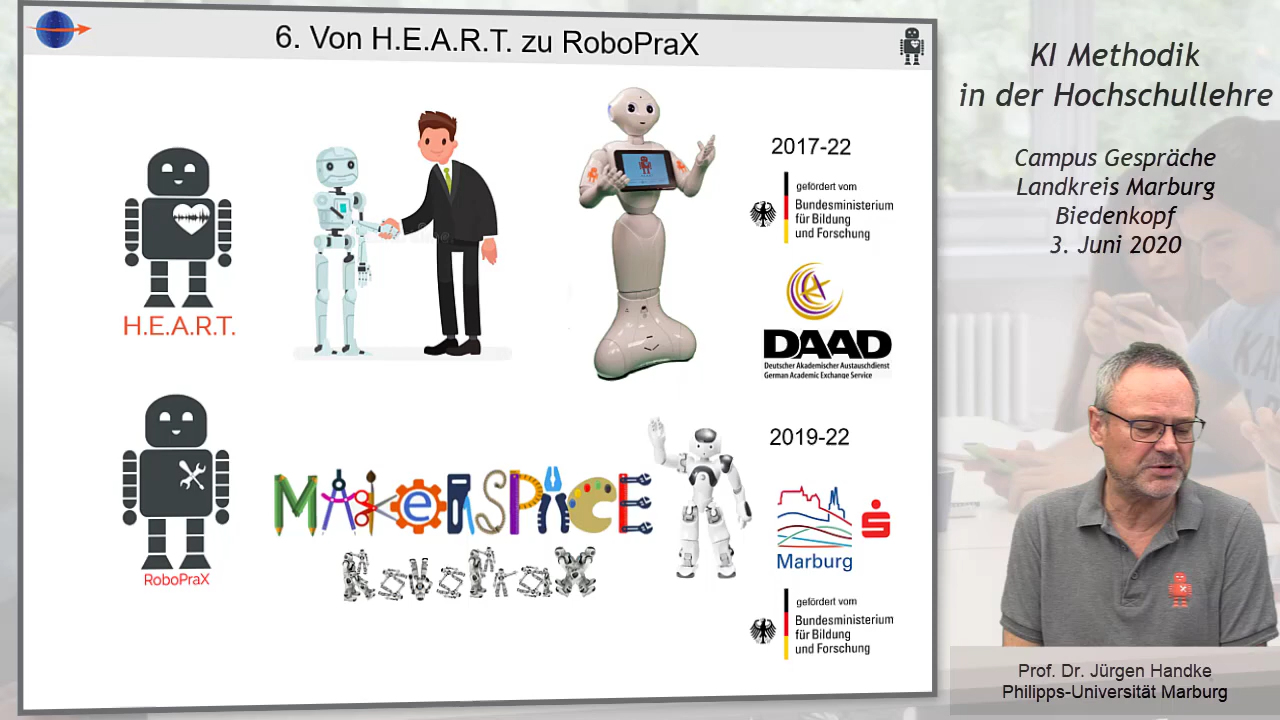 6. Von H.E.A.R.T. zu RoboPraX
H.E.A.R.T.
2017-22
gefördert vom
Bundesministerium
für Bildung
und Forschung
DAAD
Deutscher Akademischer Austauschdienst
German Academic Exchange Service
RoboPraX
MAKERSPACE
RoboPraX
2019-22
Marburg
gefördert vom
Bundesministerium
für Bildung
und Forschung
KI Methodik
in der Hochschullehre
Campus Gespräche
Landkreis Marburg
Biedenkopf
3. Juni 2020
Prof. Dr. Jürgen Handke
Philipps-Universität Marburg